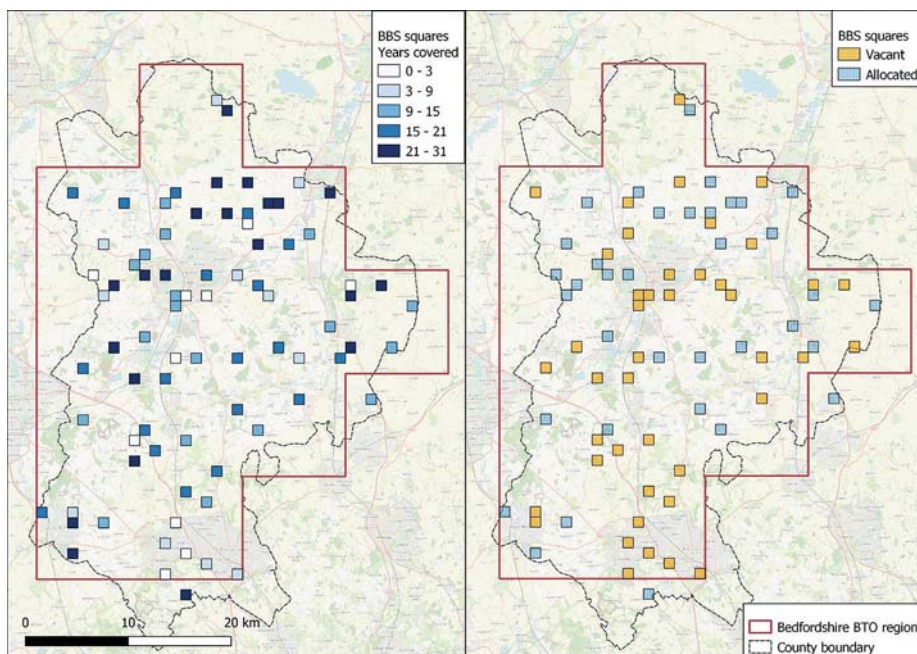 BBS squares
Years covered
0 - 3
3 - 9
9 - 15
15 - 21
21 - 31
BBS squares
Vacant
Allocated
0
10
20 km
Bedfordshire BTO region
County boundary